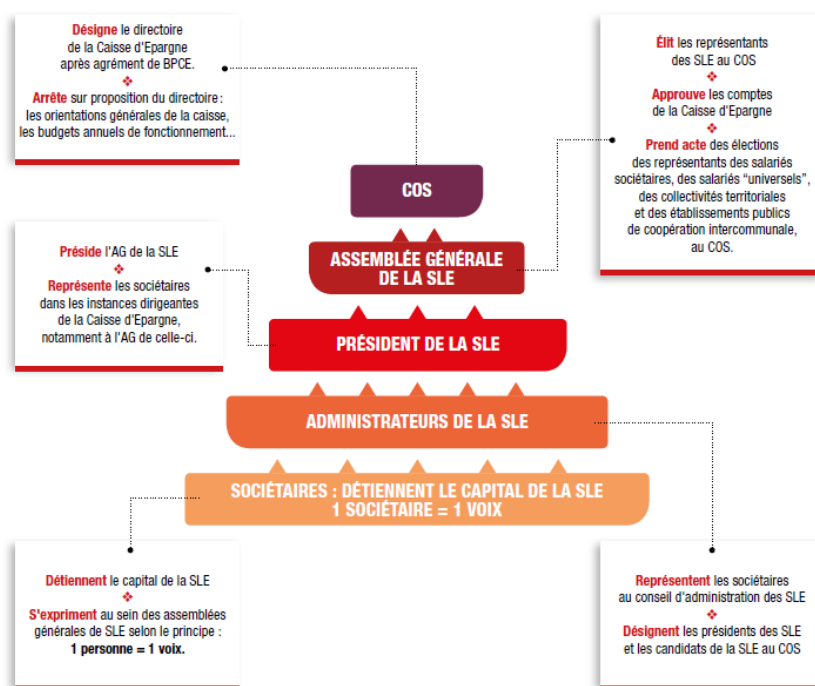 Désigne le directoire
de la Caisse d'Epargne
après agrément de BPCE.
Arrête sur proposition du directoire :
les orientations générales de la caisse,
les budgets annuels de fonctionnement...
Élit les représentants
des SLE au COS
Approuve les comptes
de la Caisse d'Epargne
Prend acte des élections
des représentants des salariés
sociétaires, des salariés "universels",
des collectivités territoriales
et des établissements publics
de coopération intercommunale,
au COS.
COS
ASSEMBLÉE GÉNÉRALE
DE LA SLE
Préside l'AG de la SLE
Représente les sociétaires
dans les instances dirigeantes
de la Caisse d'Epargne,
notamment à l'AG de celle-ci.
PRÉSIDENT DE LA SLE
ADMINISTRATEURS DE LA SLE
SOCIÉTAIRES : DÉTIENNENT LE CAPITAL DE LA SLE
1 SOCIÉTAIRE = 1 VOIX
Détiennent le capital de la SLE
S'expriment au sein des assemblées
générales de SLE selon le principe :
1 personne = 1 voix.
Représentent les sociétaires
au conseil d'administration des SLE
Désignent les présidents des SLE
et les candidats de la SLE au COS